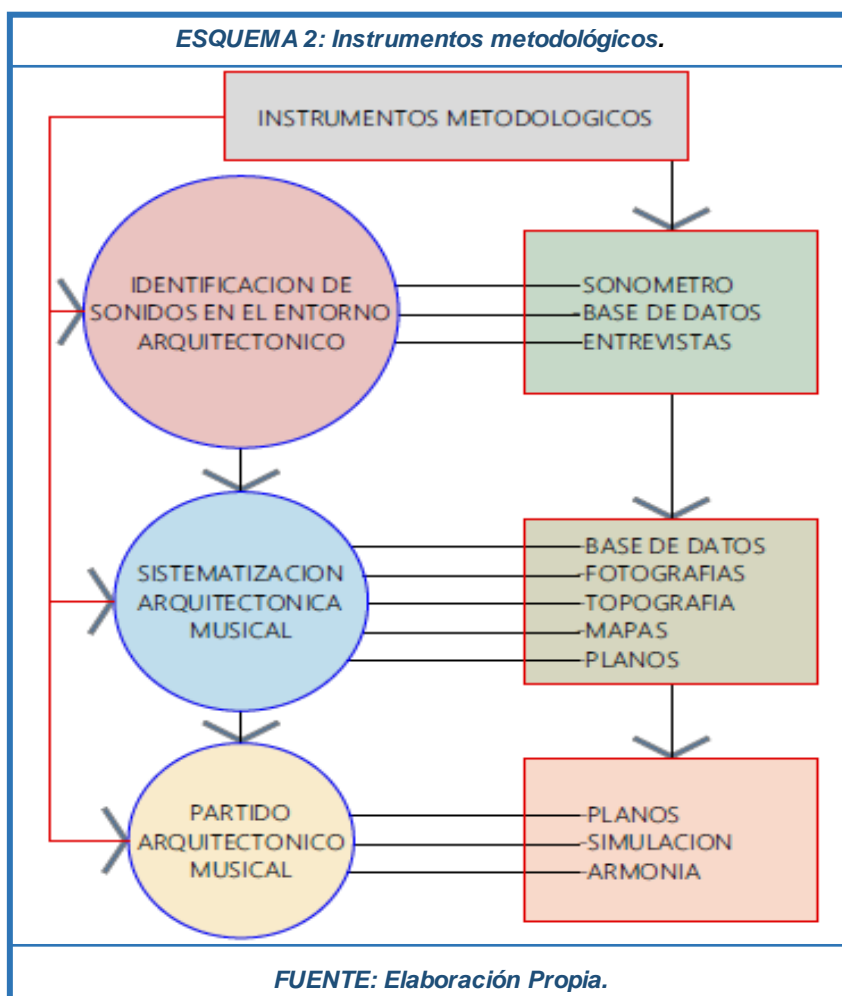 ESQUEMA 2: Instrumentos metodológicos.
INSTRUMENTOS METODOLOGICOS
IDENTIFICACION DE
SONIDOS EN EL ENTORNO
ARQUITECTONICO
SONOMETRO
BASE DE DATOS
ENTREVISTAS
SISTEMATIZACION
ARQUITECTONICA
MUSICAL
BASE DE DATOS
FOTOGRAFIAS
TOPOGRAFIA
MAPAS
PLANOS
PARTIDO
ARQUITECTONICO
MUSICAL
PLANOS
SIMULACION
ARMONÍA
FUENTE: Elaboración Propia.